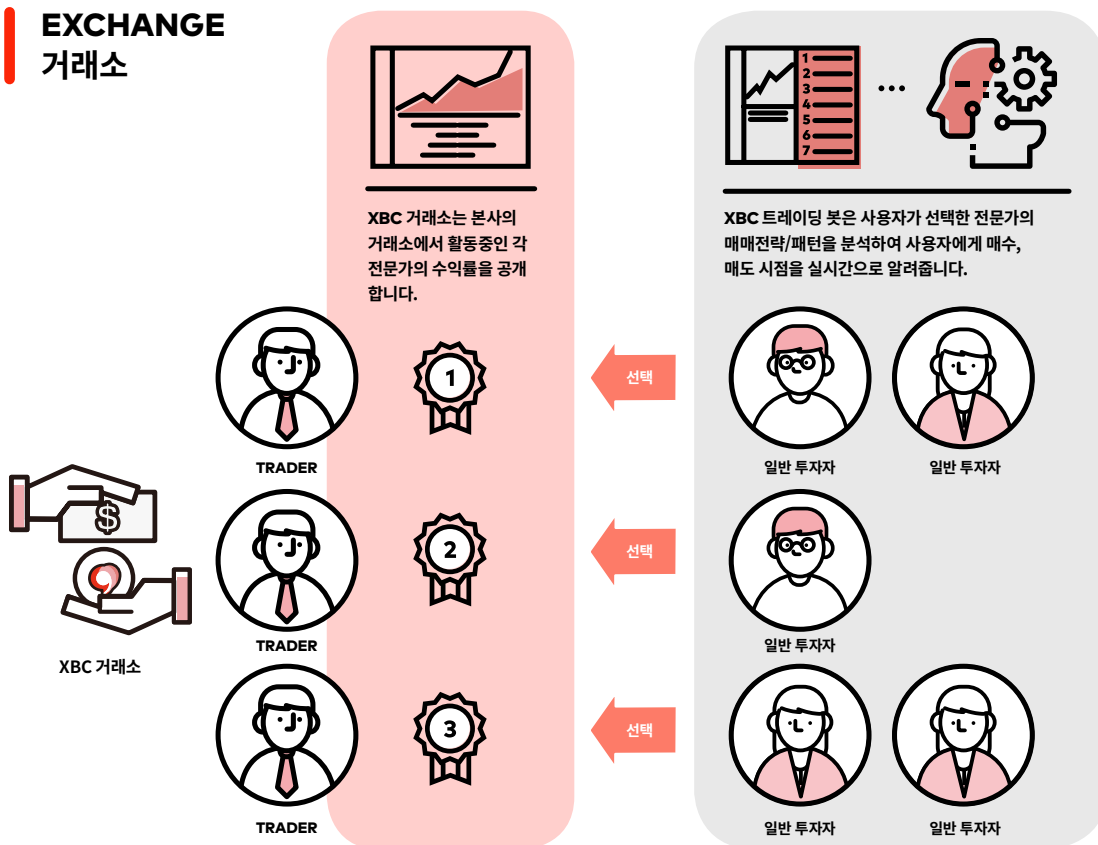 EXCHANGE
거래소
1
2
3
4
5
6
7
XBC 거래소는 본사의
거래소에서 활동중인 각
전문가의 수익률을 공개
합니다.
XBC 트레이딩 봇은 사용자가 선택한 전문가의
매매전략/패턴을 분석하여 사용자에게 매수,
매도 시점을 실시간으로 알려줍니다.
1
선택
TRADER
일반 투자자
일반 투자자
$
2
선택
TRADER
일반 투자자
XBC 거래소
3
선택
TRADER
일반 투자자
일반 투자자